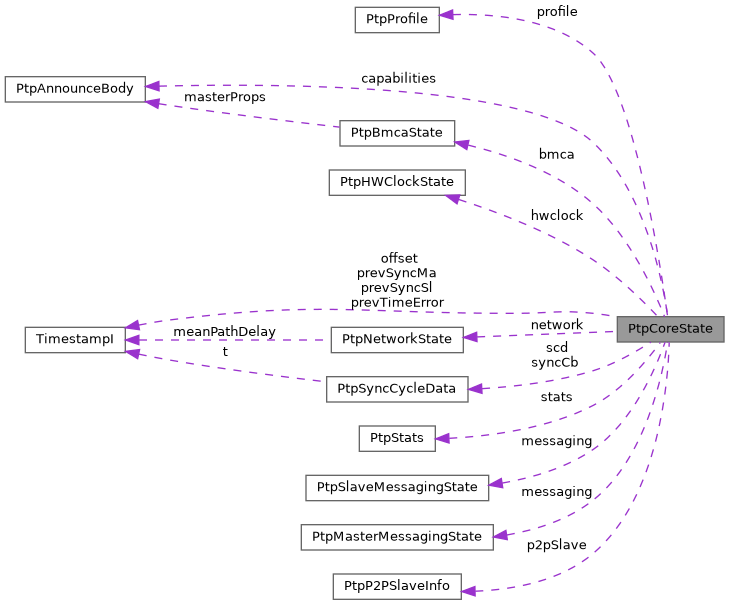 profile
PtpProfile
capabilities
PtpAnnounceBody
masterProps
PtpBmcaState
bmca
PtpHWClockState
hwclock
offset
prevSyncMa
prevSyncSl
prevTimeError
PtpCoreState
TimestampI
meanPathDelay
PtpNetworkState
network
t
scd
syncCb
PtpSyncCycleData
stats
PtpStats
messaging
PtpSlaveMessagingState
messaging
PtpMasterMessagingState
p2pSlave
PtpP2PSlaveInfo